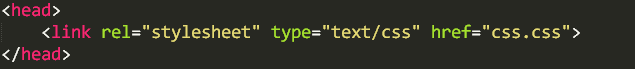 <head>
    <link rel="stylesheet" type="text/css" href="css.css">
</head>